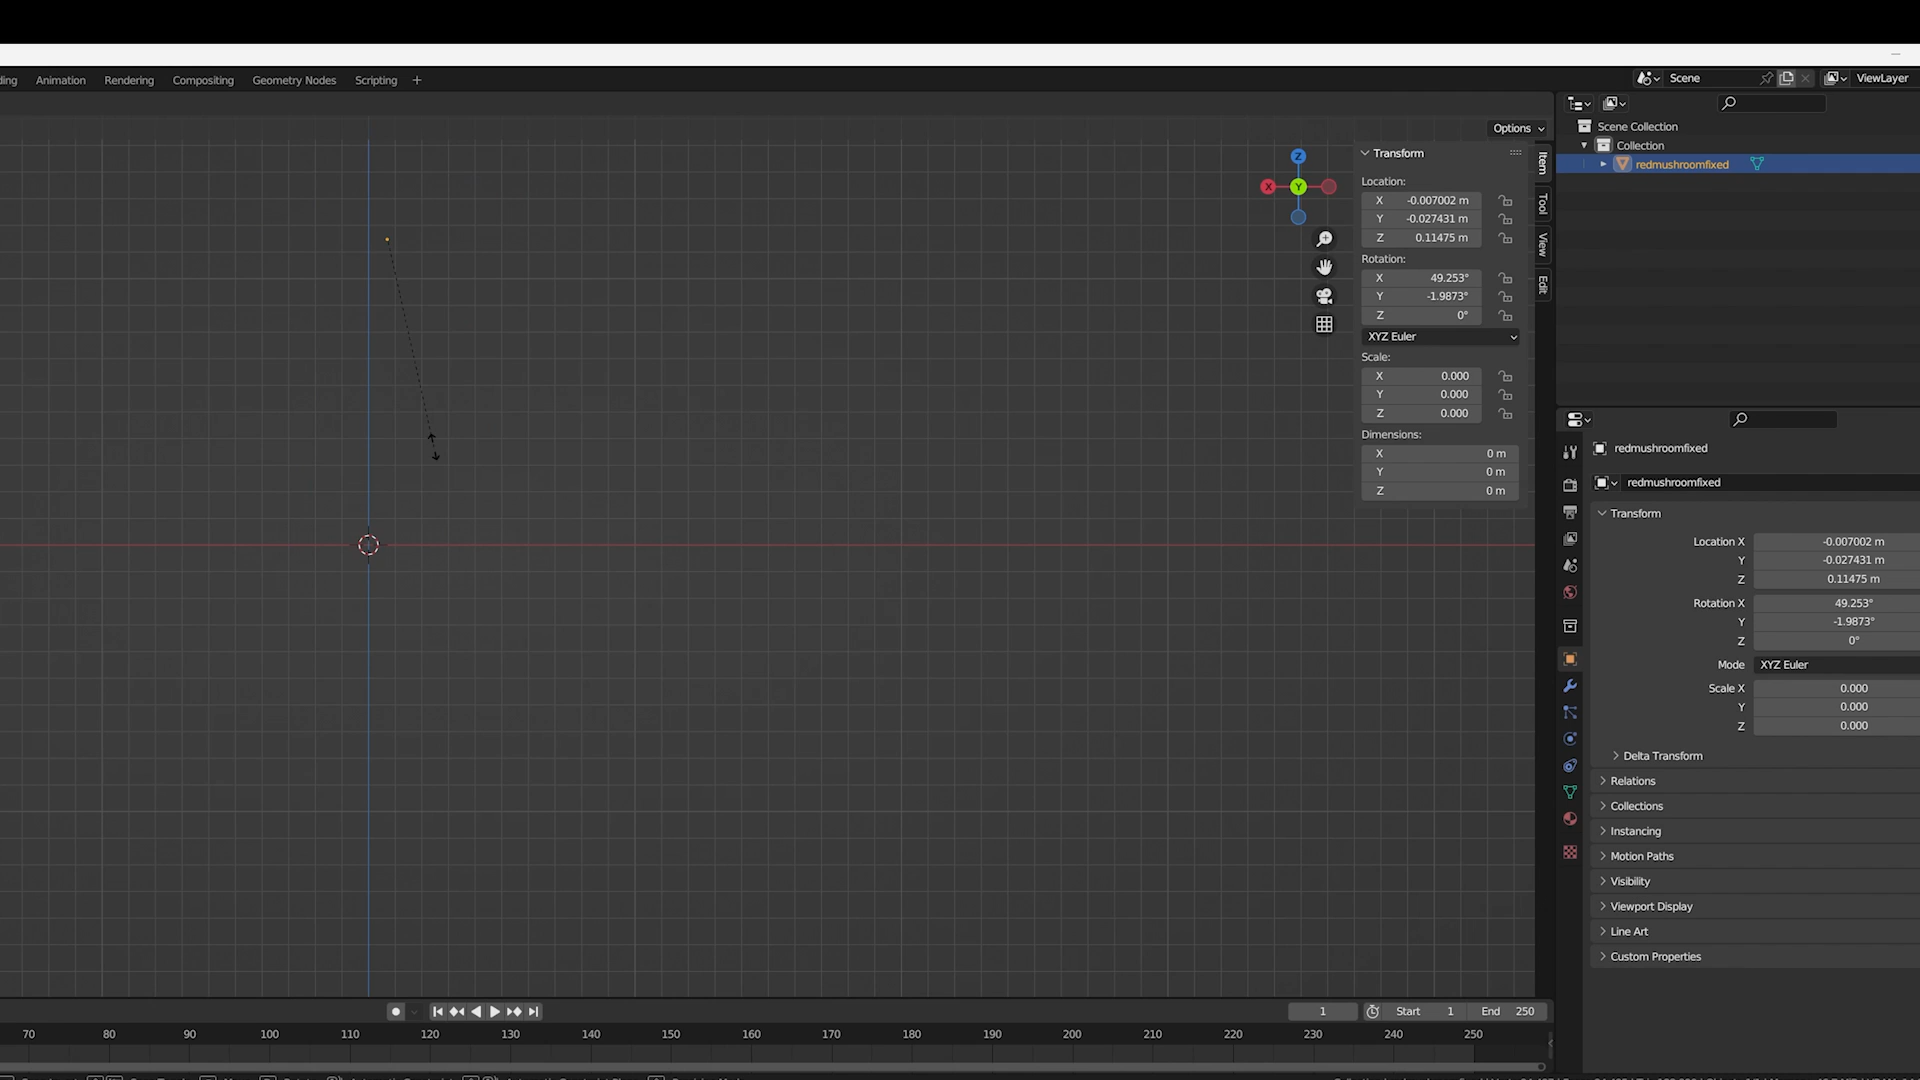 ding Animation Rendering Compositing Geometry Nodes Scripting +
Scene
ViewLayer
Options
Scene Collection
Collection
redmushroomfixed
Z
X
Y
Transform
Location:
X -0.007002 m
Y -0.027431 m
Z 0.11475 m
Rotation:
X 49.253°
Y -1.9873°
Z 0°
XYZ Euler
Scale:
X 0.000
Y 0.000
Z 0.000
Dimensions:
X 0 m
Y 0 m
Z 0 m
Item
Tool
View
Edit
redmushroomfixed
redmushroomfixed
Transform
Location X -0.007002 m
Y -0.027431 m
Z 0.11475 m
Rotation X 49.253°
Y -1.9873°
Z 0°
Mode XYZ Euler
Scale X 0.000
Y 0.000
Z 0.000
Delta Transform
Relations
Collections
Instancing
Motion Paths
Visibility
Viewport Display
Line Art
Custom Properties
1 Start 1 End 250
70 80 90 100 110 120 130 140 150 160 170 180 190 200 210 220 230 240 250